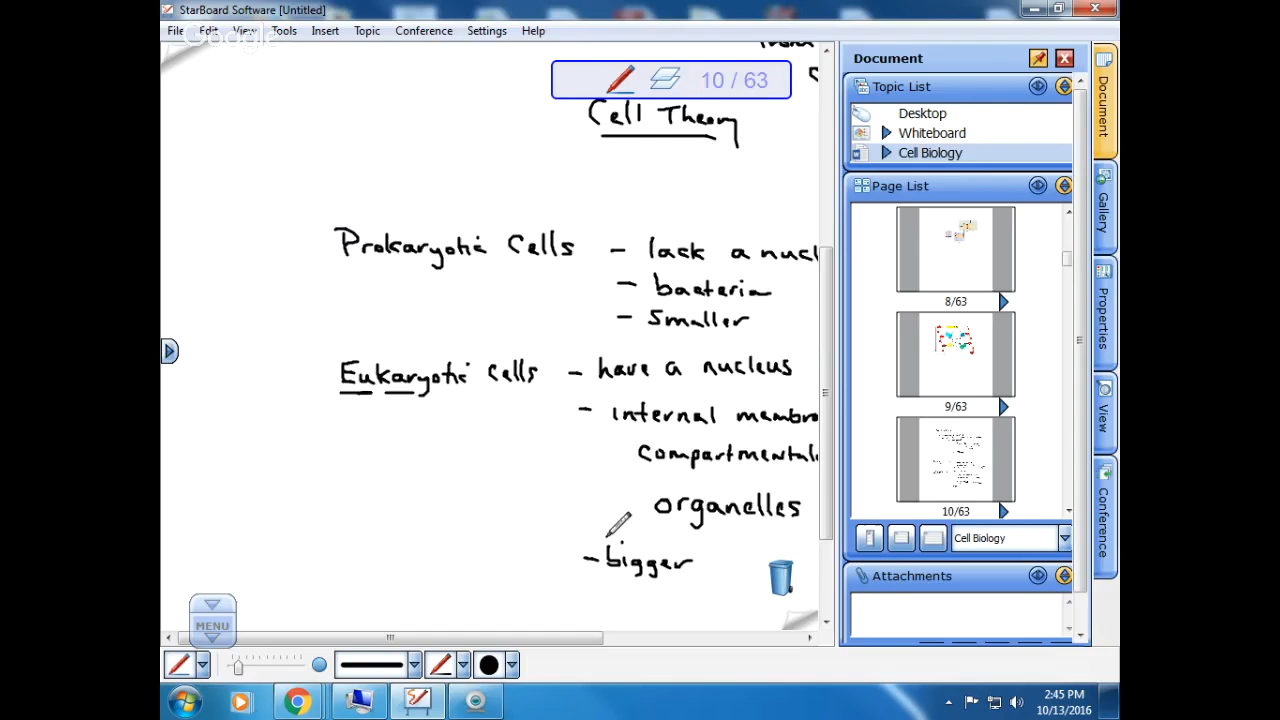 StarBoard Software [Untitled]
File Edit View Tools Insert Topic Conference Settings Help
Google
10 / 63
Cell Theory
Prokaryotic Cells - lack a nucl
- bacteria
- smaller
Eukaryotic Cells - have a nucleus
- internal membra
compartmental
organelles
- bigger
MENU
Document
Topic List
Desktop
Whiteboard
Cell Biology
Page List
8/63
9/63
10/63
Cell Biology
Attachments
Document
Gallery
Properties
View
Conference
2:45 PM
10/13/2016